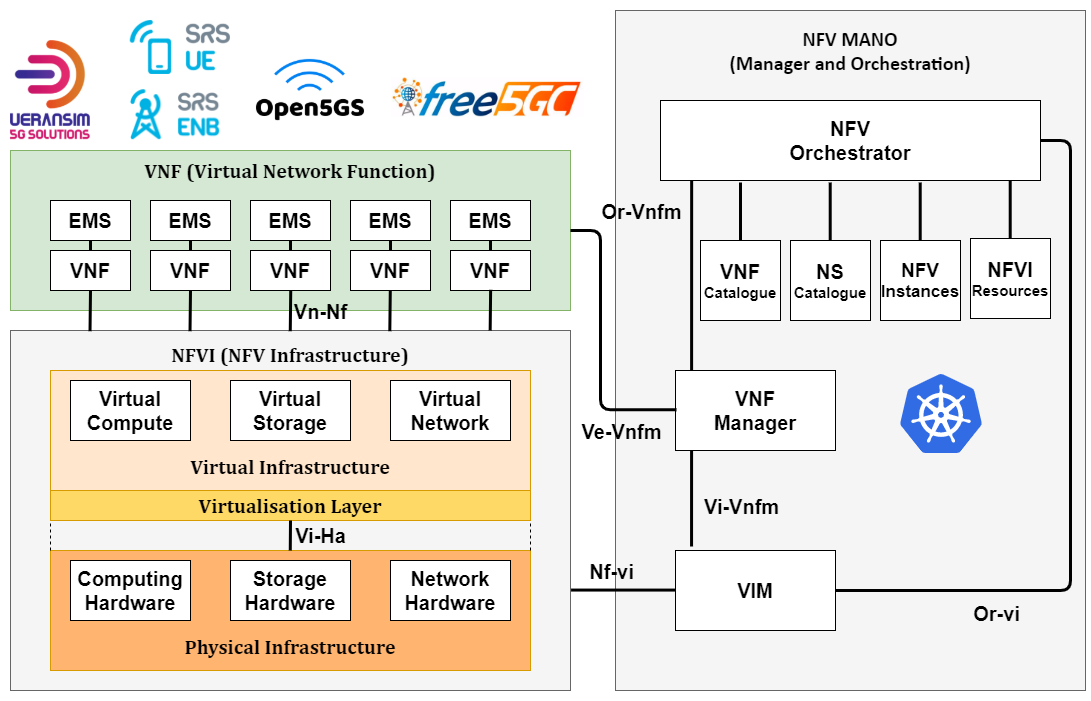 UERANSIM
5G SOLUTIONS
SRS
UE
SRS
ENB
Open5GS
free5GC
VNF (Virtual Network Function)
EMS
EMS
EMS
EMS
EMS
VNF
VNF
VNF
VNF
VNF
Vn-Nf
NFVI (NFV Infrastructure)
Virtual
Compute
Virtual
Storage
Virtual
Network
Virtual Infrastructure
Virtualisation Layer
Vi-Ha
Computing
Hardware
Storage
Hardware
Network
Hardware
Physical Infrastructure
NFV MANO
(Manager and Orchestration)
NFV
Orchestrator
Or-Vnfm
VNF
Catalogue
NS
Catalogue
NFV
Instances
NFVI
Resources
VNF
Manager
Ve-Vnfm
Vi-Vnfm
Nf-vi
VIM
Or-vi